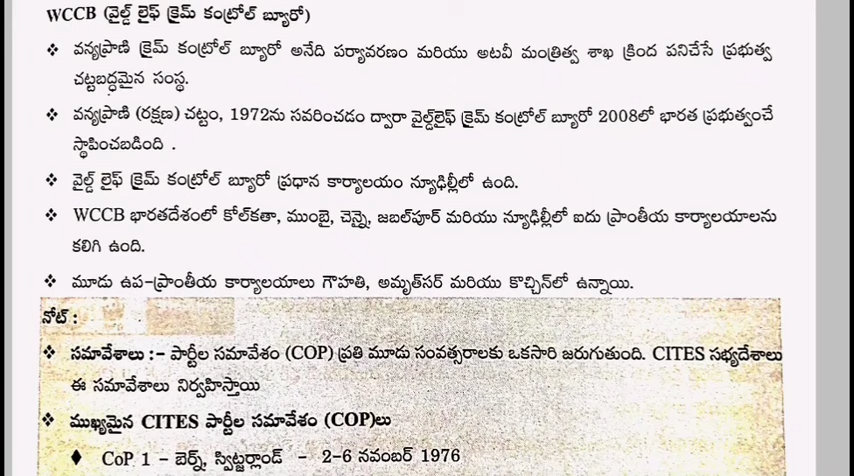 WCCB (వైల్డ్ లైఫ్ క్రైమ్ కంట్రోల్ బ్యూరో)
❖ వన్యప్రాణి క్రైమ్ కంట్రోల్ బ్యూరో అనేది పర్యావరణం మరియు అటవీ మంత్రిత్వ శాఖ క్రింద పనిచేసే ప్రభుత్వ
చట్టబద్ధమైన సంస్థ.
❖ వన్యప్రాణి (రక్షణ) చట్టం, 1972ను సవరించడం ద్వారా వైల్డ్‌లైఫ్ క్రైమ్ కంట్రోల్ బ్యూరో 2008లో భారత ప్రభుత్వంచే
స్థాపించబడింది .
❖ వైల్డ్ లైఫ్ క్రైమ్ కంట్రోల్ బ్యూరో ప్రధాన కార్యాలయం న్యూఢిల్లీలో ఉంది.
❖ WCCB భారతదేశంలో కోల్‌కతా, ముంబై, చెన్నై, జబల్‌పూర్ మరియు న్యూఢిల్లీలో ఐదు ప్రాంతీయ కార్యాలయాలను
కలిగి ఉంది.
❖ మూడు ఉప-ప్రాంతీయ కార్యాలయాలు గౌహతి, అమృత్‌సర్ మరియు కొచ్చిన్‌లో ఉన్నాయి.
నోట్ :
❖ సమావేశాలు :- పార్టీల సమావేశం (COP) ప్రతి మూడు సంవత్సరాలకు ఒకసారి జరుగుతుంది. CITES సభ్యదేశాలు
ఈ సమావేశాలు నిర్వహిస్తాయి
❖ ముఖ్యమైన CITES పార్టీల సమావేశం (COP)లు
♦ CoP 1 - బెర్న్, స్విట్జర్లాండ్ - 2-6 నవంబర్ 1976